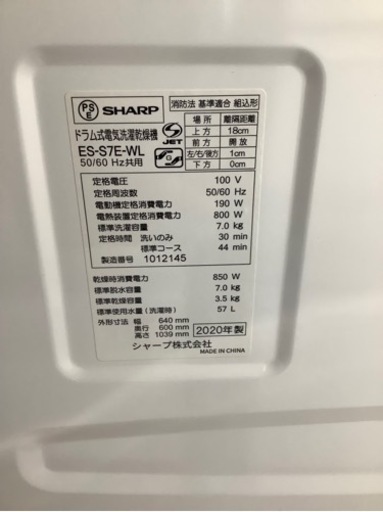 PS E SHARP
ドラム式電気洗濯乾燥機
ES-S7E-WL
50/60 Hz共用
S JET
消防法 基準適合 組込形
場所 離隔距離
上方 18cm
前方 開放
左/右/後方 1cm
下方 0cm
定格電圧 100 V
定格周波数 50/60 Hz
電動機定格消費電力 190 W
電熱装置定格消費電力 800 W
標準洗濯容量 7.0 kg
定格時間 洗いのみ 30 min
標準コース 44 min
製造番号 1012145
乾燥時消費電力 850 W
標準脱水容量 7.0 kg
標準乾燥容量 3.5 kg
標準使用水量(洗濯時) 57 L
外形寸法 幅 640 mm
奥行 600 mm
高さ 1039 mm
2020年製
シャープ株式会社
MADE IN CHINA